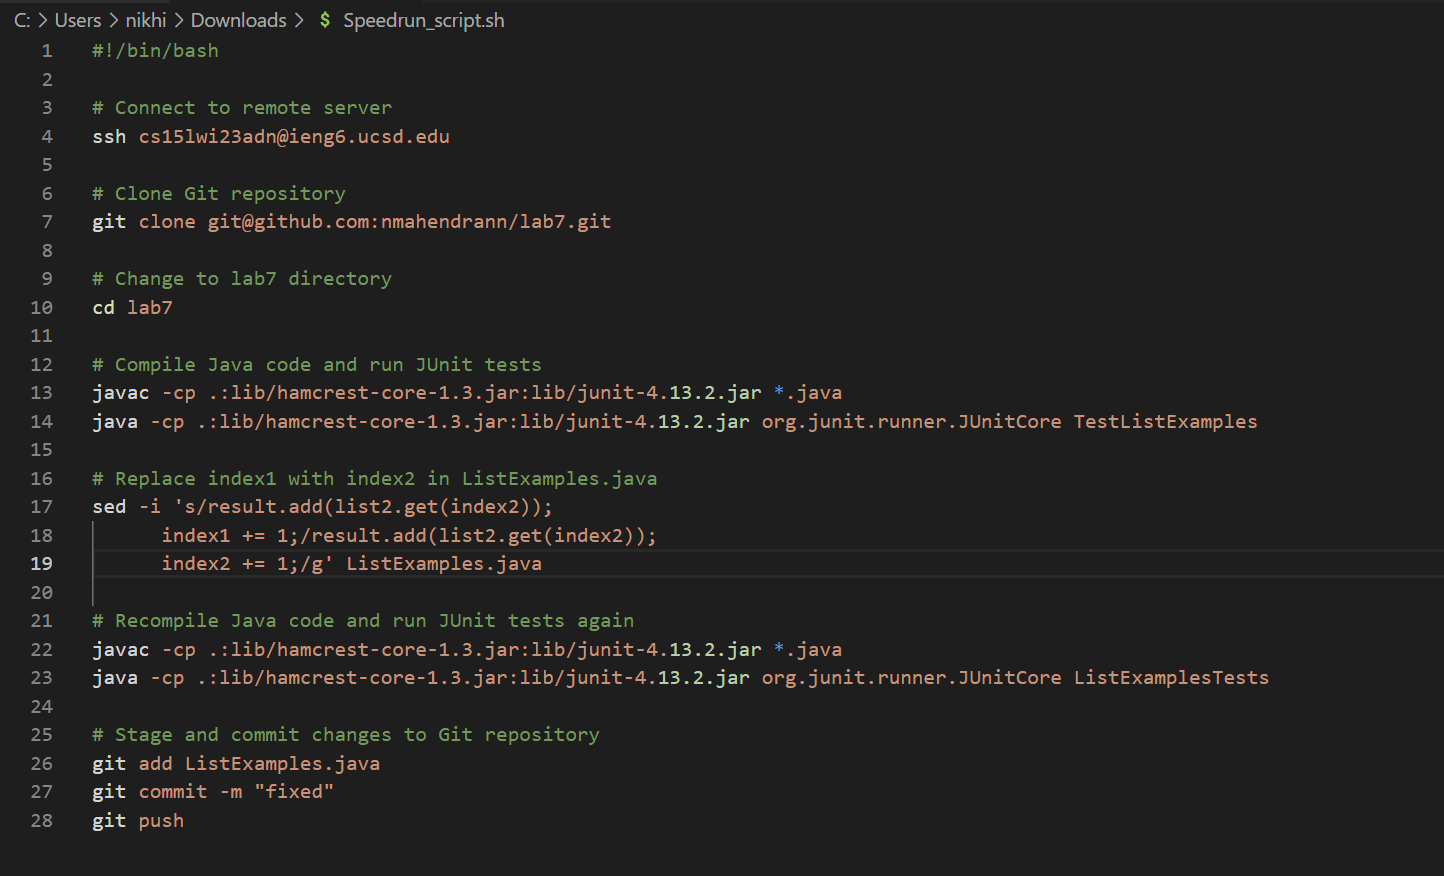 C: > Users > nikhi > Downloads > $ Speedrun_script.sh
1 #!/bin/bash
2
3 # Connect to remote server
4 ssh cs15lwi23adn@ieng6.ucsd.edu
5
6 # Clone Git repository
7 git clone git@github.com:nmahendrann/lab7.git
8
9 # Change to lab7 directory
10 cd lab7
11
12 # Compile Java code and run JUnit tests
13 javac -cp .:lib/hamcrest-core-1.3.jar:lib/junit-4.13.2.jar *.java
14 java -cp .:lib/hamcrest-core-1.3.jar:lib/junit-4.13.2.jar org.junit.runner.JUnitCore TestListExamples
15
16 # Replace index1 with index2 in ListExamples.java
17 sed -i 's/result.add(list2.get(index2));
18       index1 += 1;/result.add(list2.get(index2));
19       index2 += 1;/g' ListExamples.java
20
21 # Recompile Java code and run JUnit tests again
22 javac -cp .:lib/hamcrest-core-1.3.jar:lib/junit-4.13.2.jar *.java
23 java -cp .:lib/hamcrest-core-1.3.jar:lib/junit-4.13.2.jar org.junit.runner.JUnitCore ListExamplesTests
24
25 # Stage and commit changes to Git repository
26 git add ListExamples.java
27 git commit -m "fixed"
28 git push